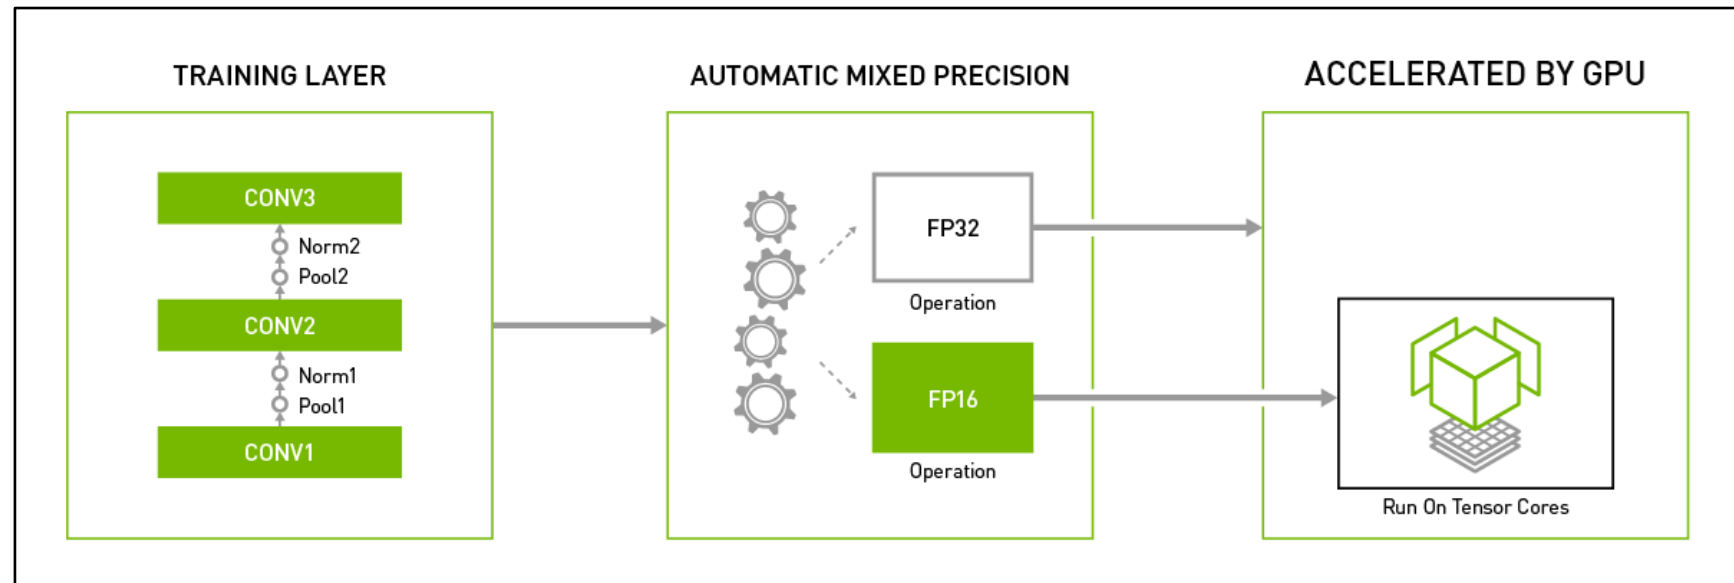 TRAINING LAYER
CONV3
Norm2
Pool2
CONV2
Norm1
Pool1
CONV1
AUTOMATIC MIXED PRECISION
FP32
Operation
FP16
Operation
ACCELERATED BY GPU
Run On Tensor Cores